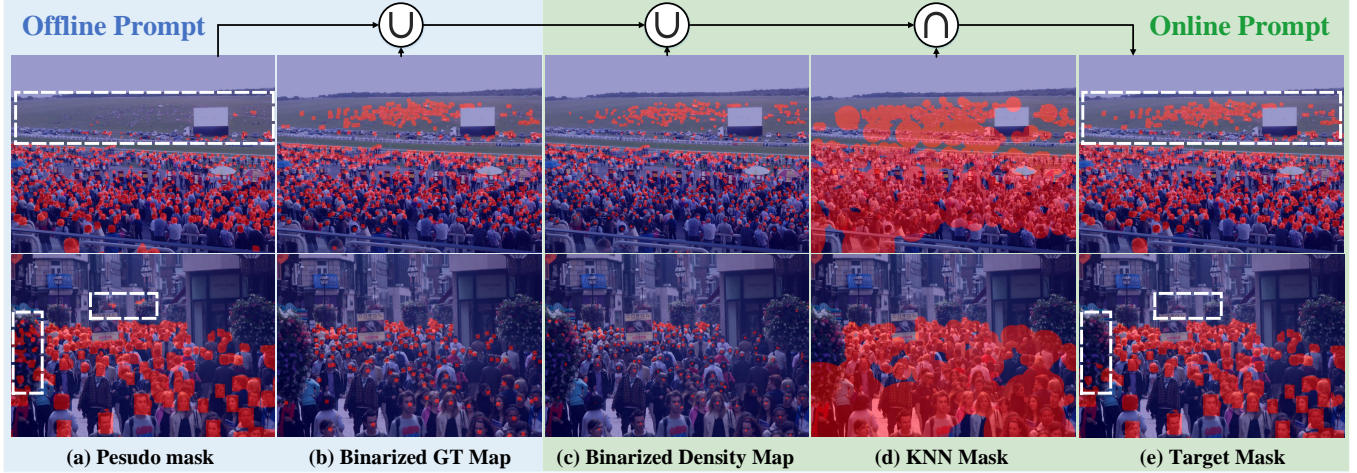 Offline Prompt
∪
∪
∩
Online Prompt
(a) Pesudo mask
(b) Binarized GT Map
(c) Binarized Density Map
(d) KNN Mask
(e) Target Mask